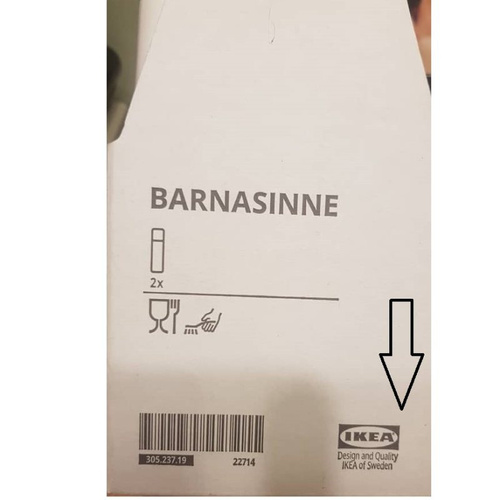 BARNASINNE
2x
305.237.19 22714
IKEA
Design and Quality
IKEA of Sweden